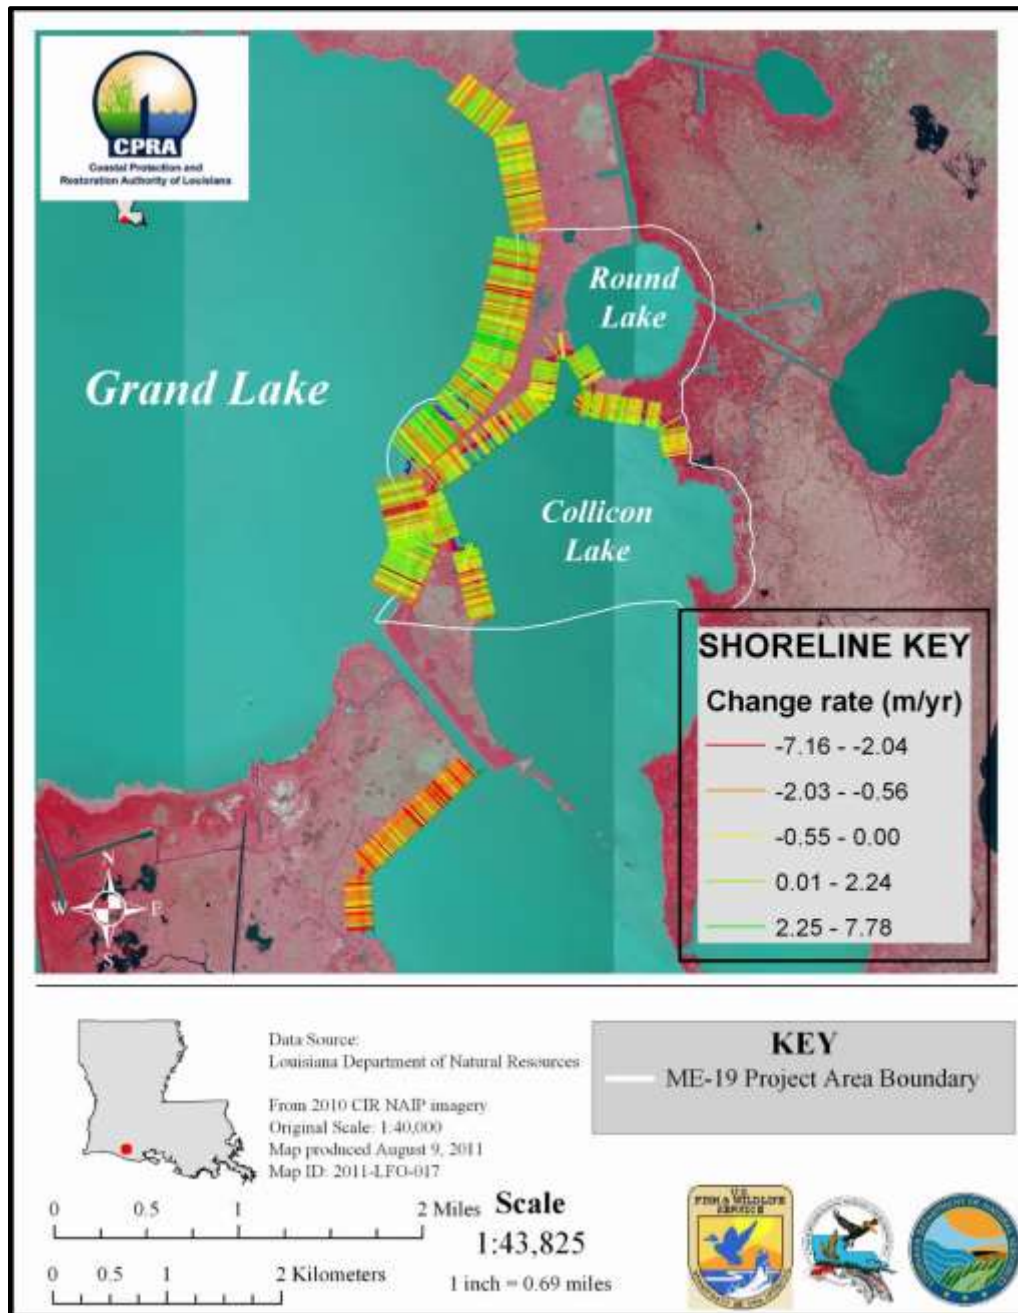 CPRA
Coastal Protection and
Restoration Authority of Louisiana
Round
Lake
Grand Lake
Collicon
Lake
SHORELINE KEY
Change rate (m/yr)
-7.16 - -2.04
-2.03 - -0.56
-0.55 - 0.00
0.01 - 2.24
2.25 - 7.78
N
W E
S
Data Source:
Louisiana Department of Natural Resources
From 2010 CIR NAIP imagery
Original Scale: 1:40,000
Map produced August 9, 2011
Map ID: 2011-LFO-017
KEY
ME-19 Project Area Boundary
0 0.5 1 2 Miles
Scale
1:43,825
1 inch = 0.69 miles
0 0.5 1 2 Kilometers
U.S.
FISH & WILDLIFE
SERVICE